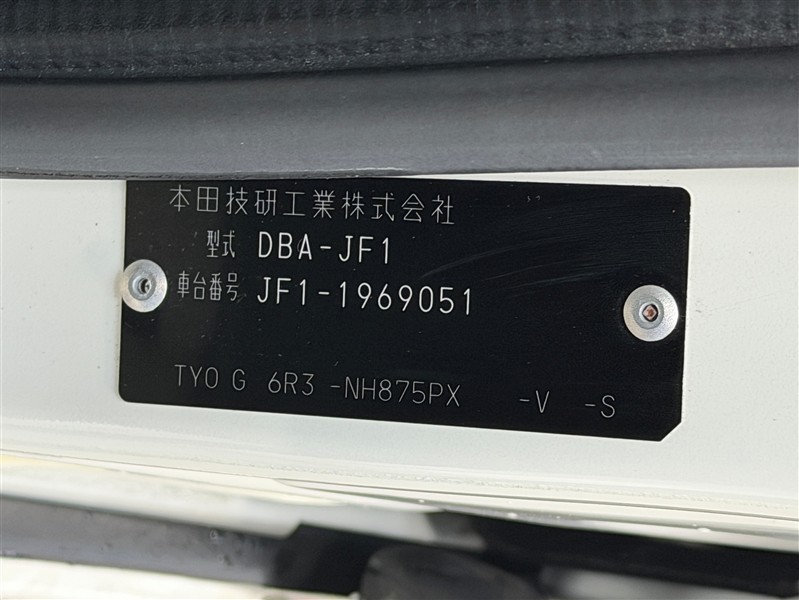 本田技研工業株式会社
型式 DBA-JF1
車台番号 JF1-1969051
TYO G 6R3 -NH875PX -V -S